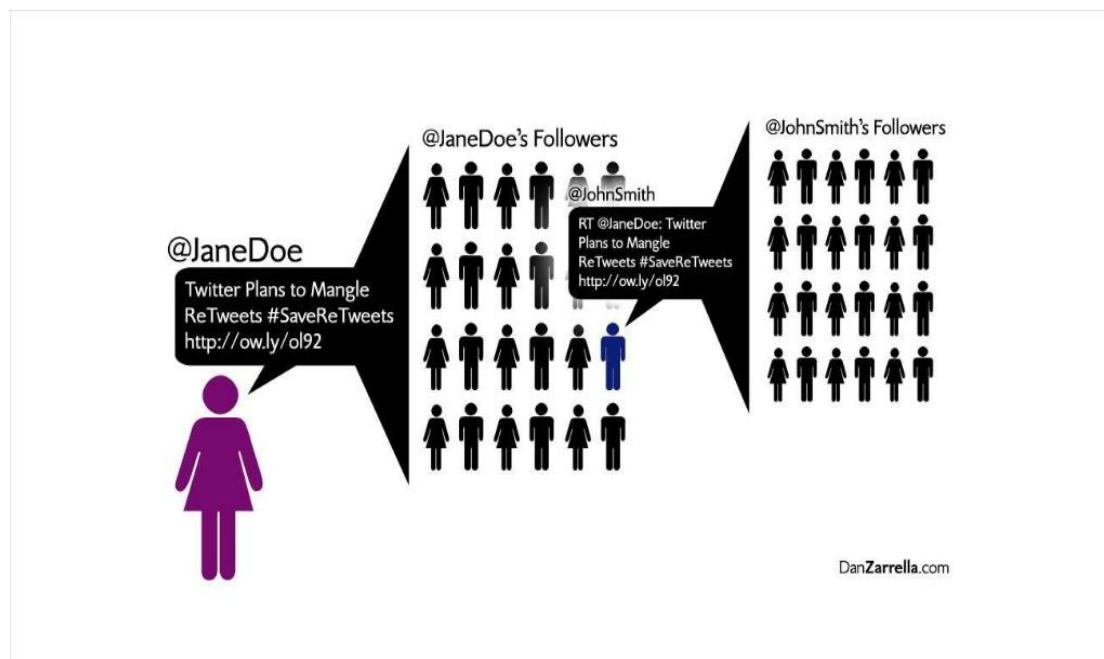 @JaneDoe
Twitter Plans to Mangle
ReTweets #SaveReTweets
http://ow.ly/ol92
@JaneDoe's Followers
@JohnSmith
RT @JaneDoe: Twitter
Plans to Mangle
ReTweets #SaveReTweets
http://ow.ly/ol92
@JohnSmith's Followers
DanZarrella.com